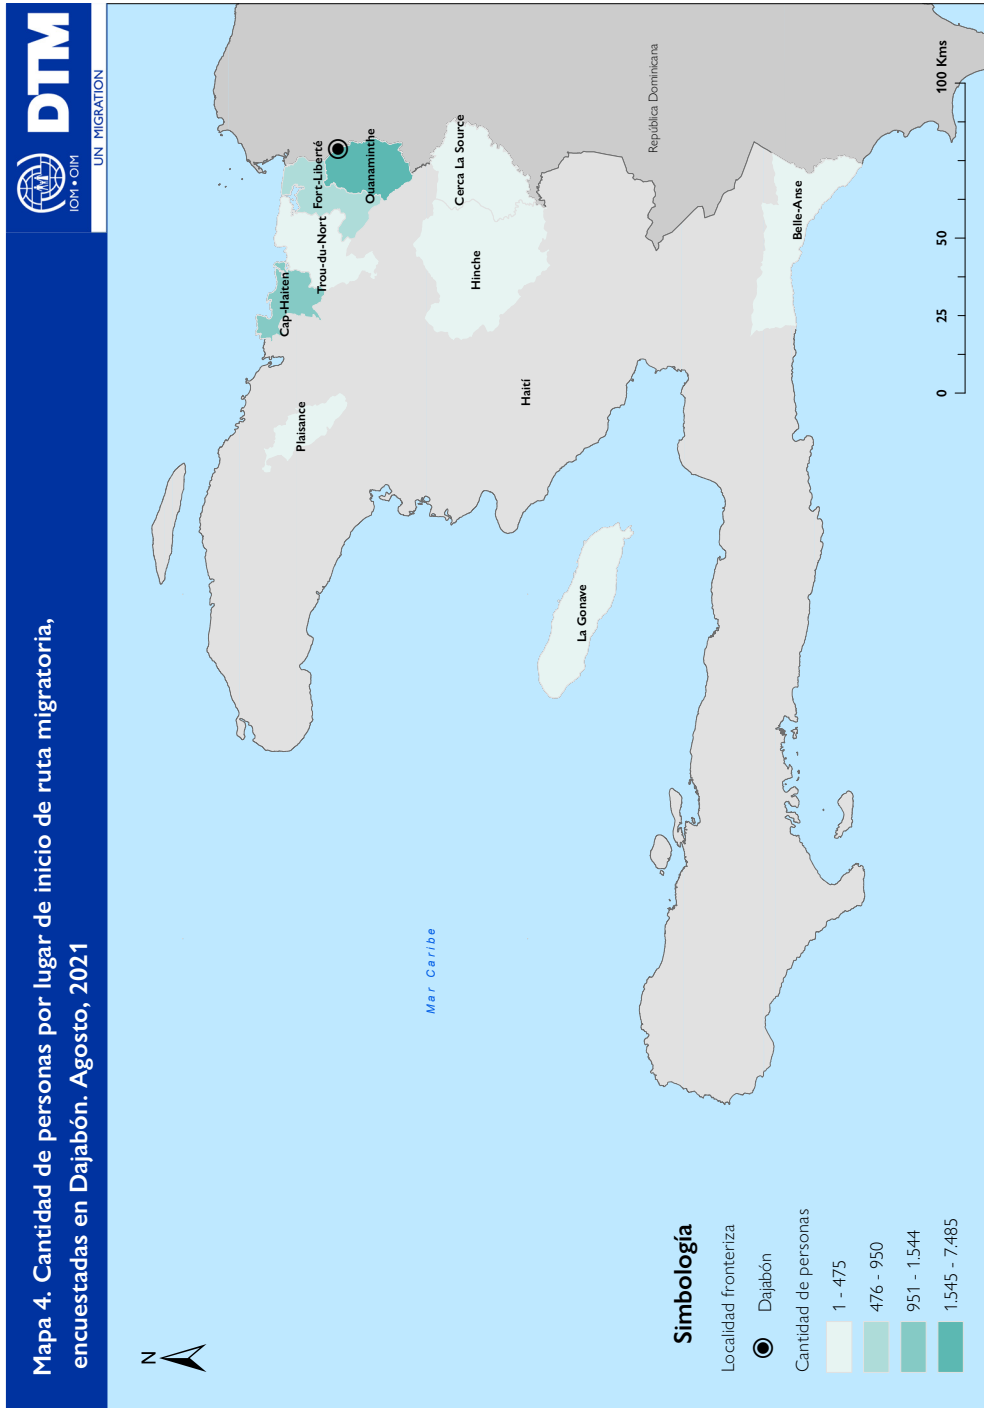 Mapa 4. Cantidad de personas por lugar de inicio de ruta migratoria,
encuestadas en Dajabón. Agosto, 2021
IOM • OIM
DTM
UN MIGRATION
N
Cap-Haiten
Fort-Liberté
Trou-du-Nort
Ouanaminthe
Plaisance
Cerca La Source
Hinche
Haití
La Gonave
República Dominicana
Belle-Anse
Mar Caribe
Simbología
Localidad fronteriza
Dajabón
Cantidad de personas
1 - 475
476 - 950
951 - 1.544
1.545 - 7.485
0 25 50 100 Kms